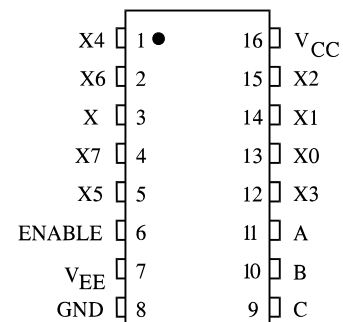 X4 1 16 VCC
X6 2 15 X2
X 3 14 X1
X7 4 13 X0
X5 5 12 X3
ENABLE 6 11 A
VEE 7 10 B
GND 8 9 C